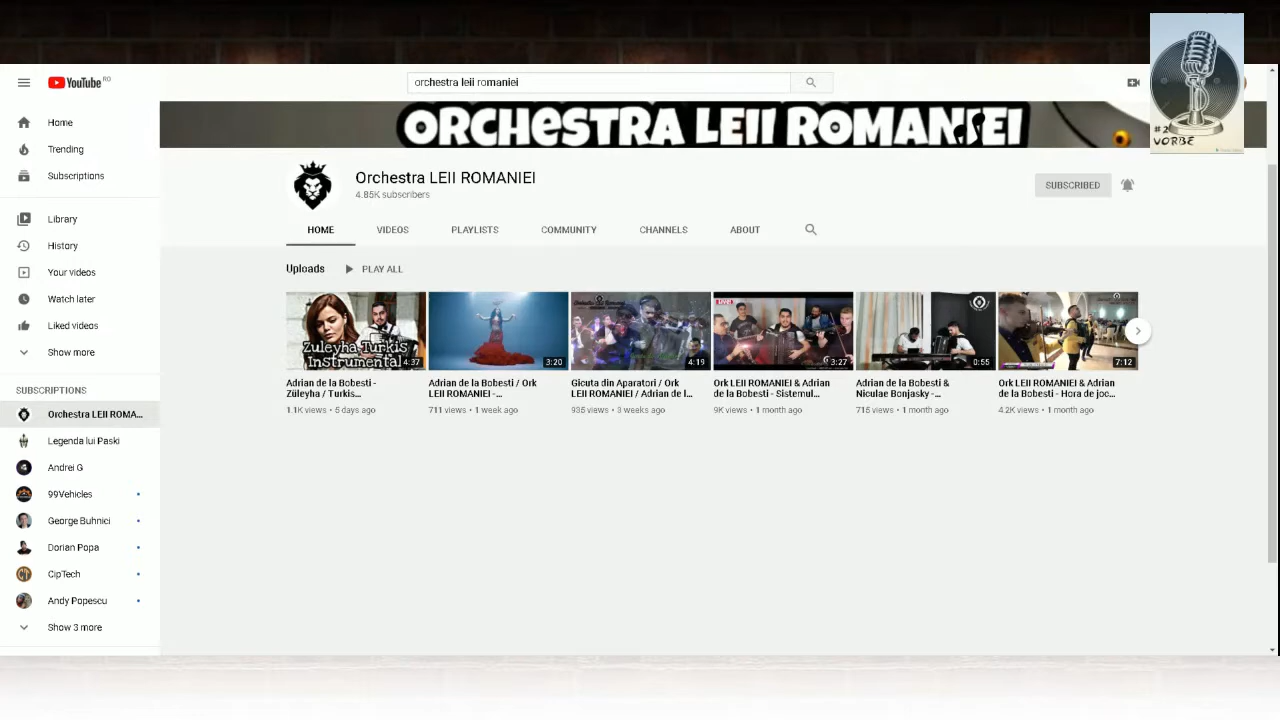 YouTube RO
orchestra leii romaniei
Home
Trending
Subscriptions
Library
History
Your videos
Watch later
Liked videos
Show more
SUBSCRIPTIONS
Orchestra LEII ROMA...
Legenda lui Paski
Andrei G
99Vehicles
George Buhnici
Dorian Popa
CipTech
Andy Popescu
Show 3 more
ORCHESTRA LEII ROMANIEI
VORBE
Orchestra LEII ROMANIEI
4.85K subscribers
SUBSCRIBED
HOME VIDEOS PLAYLISTS COMMUNITY CHANNELS ABOUT
Uploads PLAY ALL
Zuleyha Turkis
Instrumental
4:37
Adrian de la Bobesti -
Züleyha / Turkis...
1.1K views • 5 days ago
3:20
Adrian de la Bobesti / Ork
LEII ROMANIEI -...
711 views • 1 week ago
4:19
Gicuta din Aparatori / Ork
LEII ROMANIEI / Adrian de l...
935 views • 3 weeks ago
3:27
Ork LEII ROMANIEI & Adrian
de la Bobesti - Sistemul...
9K views • 1 month ago
0:55
Adrian de la Bobesti &
Niculae Bonjasky -...
715 views • 1 month ago
7:12
Ork LEII ROMANIEI & Adrian
de la Bobesti - Hora de joc...
4.2K views • 1 month ago